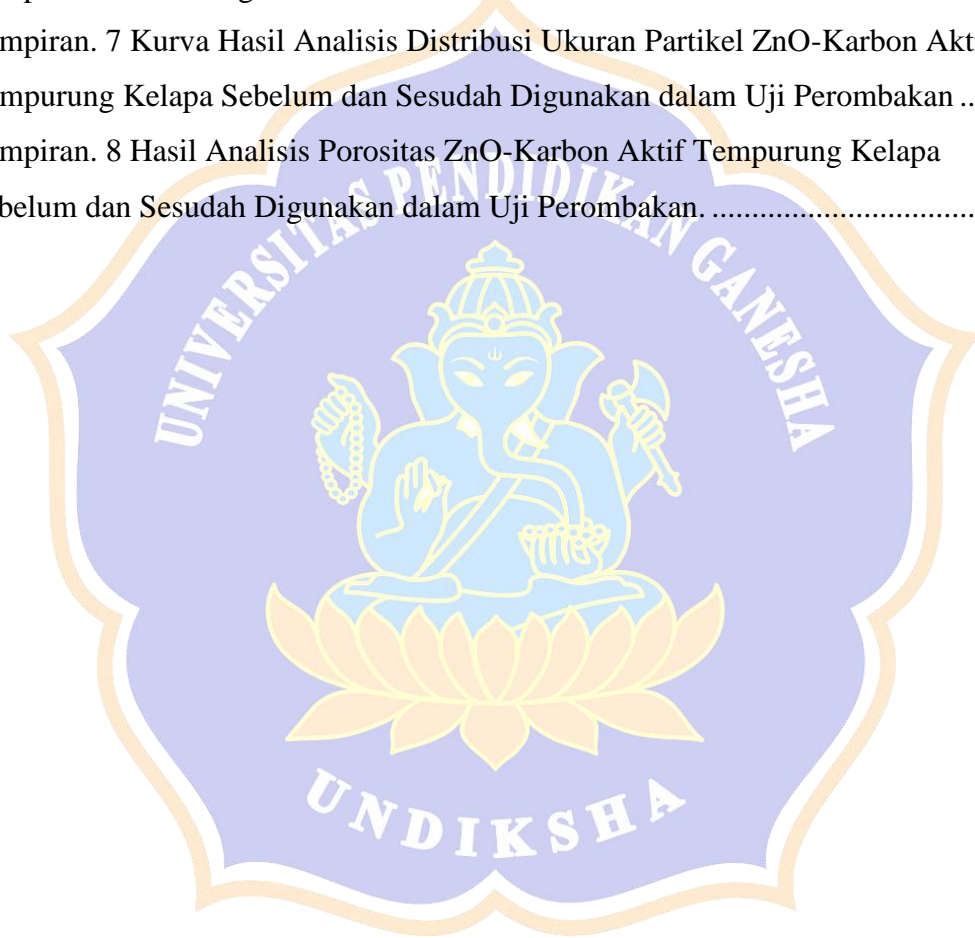 mpiran. 7 Kurva Hasil Analisis Distribusi Ukuran Partikel ZnO-Karbon Akt
mpurung Kelapa Sebelum dan Sesudah Digunakan dalam Uji Perombakan ..
mpiran. 8 Hasil Analisis Porositas ZnO-Karbon Aktif Tempurung Kelapa
belum dan Sesudah Digunakan dalam Uji Perombakan. .................................
UNIVERSITAS PENDIDIKAN GANESHA
UNDIKSHA